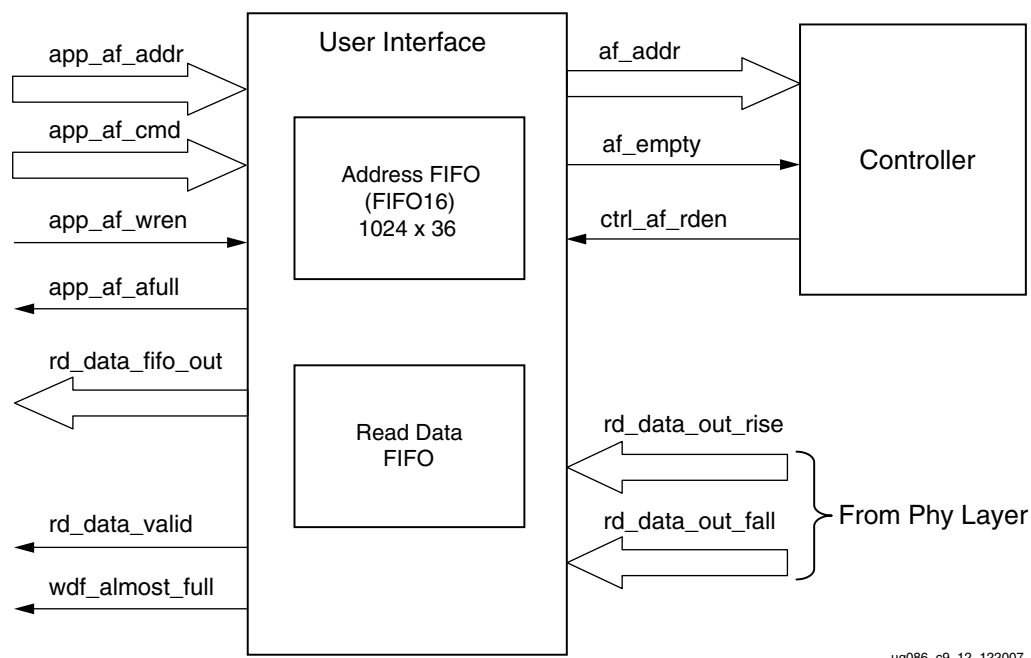 User Interface
app_af_addr
app_af_cmd
app_af_wren
app_af_afull
rd_data_fifo_out
rd_data_valid
wdf_almost_full
Address FIFO
(FIFO16)
1024 x 36
Read Data
FIFO
af_addr
af_empty
ctrl_af_rden
Controller
rd_data_out_rise
rd_data_out_fall
From Phy Layer
ug086_c9_12_122007